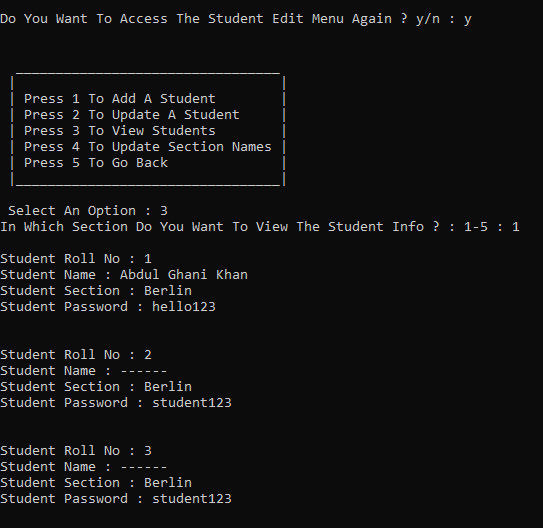 Do You Want To Access The Student Edit Menu Again ? y/n : y
Press 1 To Add A Student
Press 2 To Update A Student
Press 3 To View Students
Press 4 To Update Section Names
Press 5 To Go Back
Select An Option : 3
In Which Section Do You Want To View The Student Info ? : 1-5 : 1
Student Roll No : 1
Student Name : Abdul Ghani Khan
Student Section : Berlin
Student Password : hello123
Student Roll No : 2
Student Name : ------
Student Section : Berlin
Student Password : student123
Student Roll No : 3
Student Name : ------
Student Section : Berlin
Student Password : student123